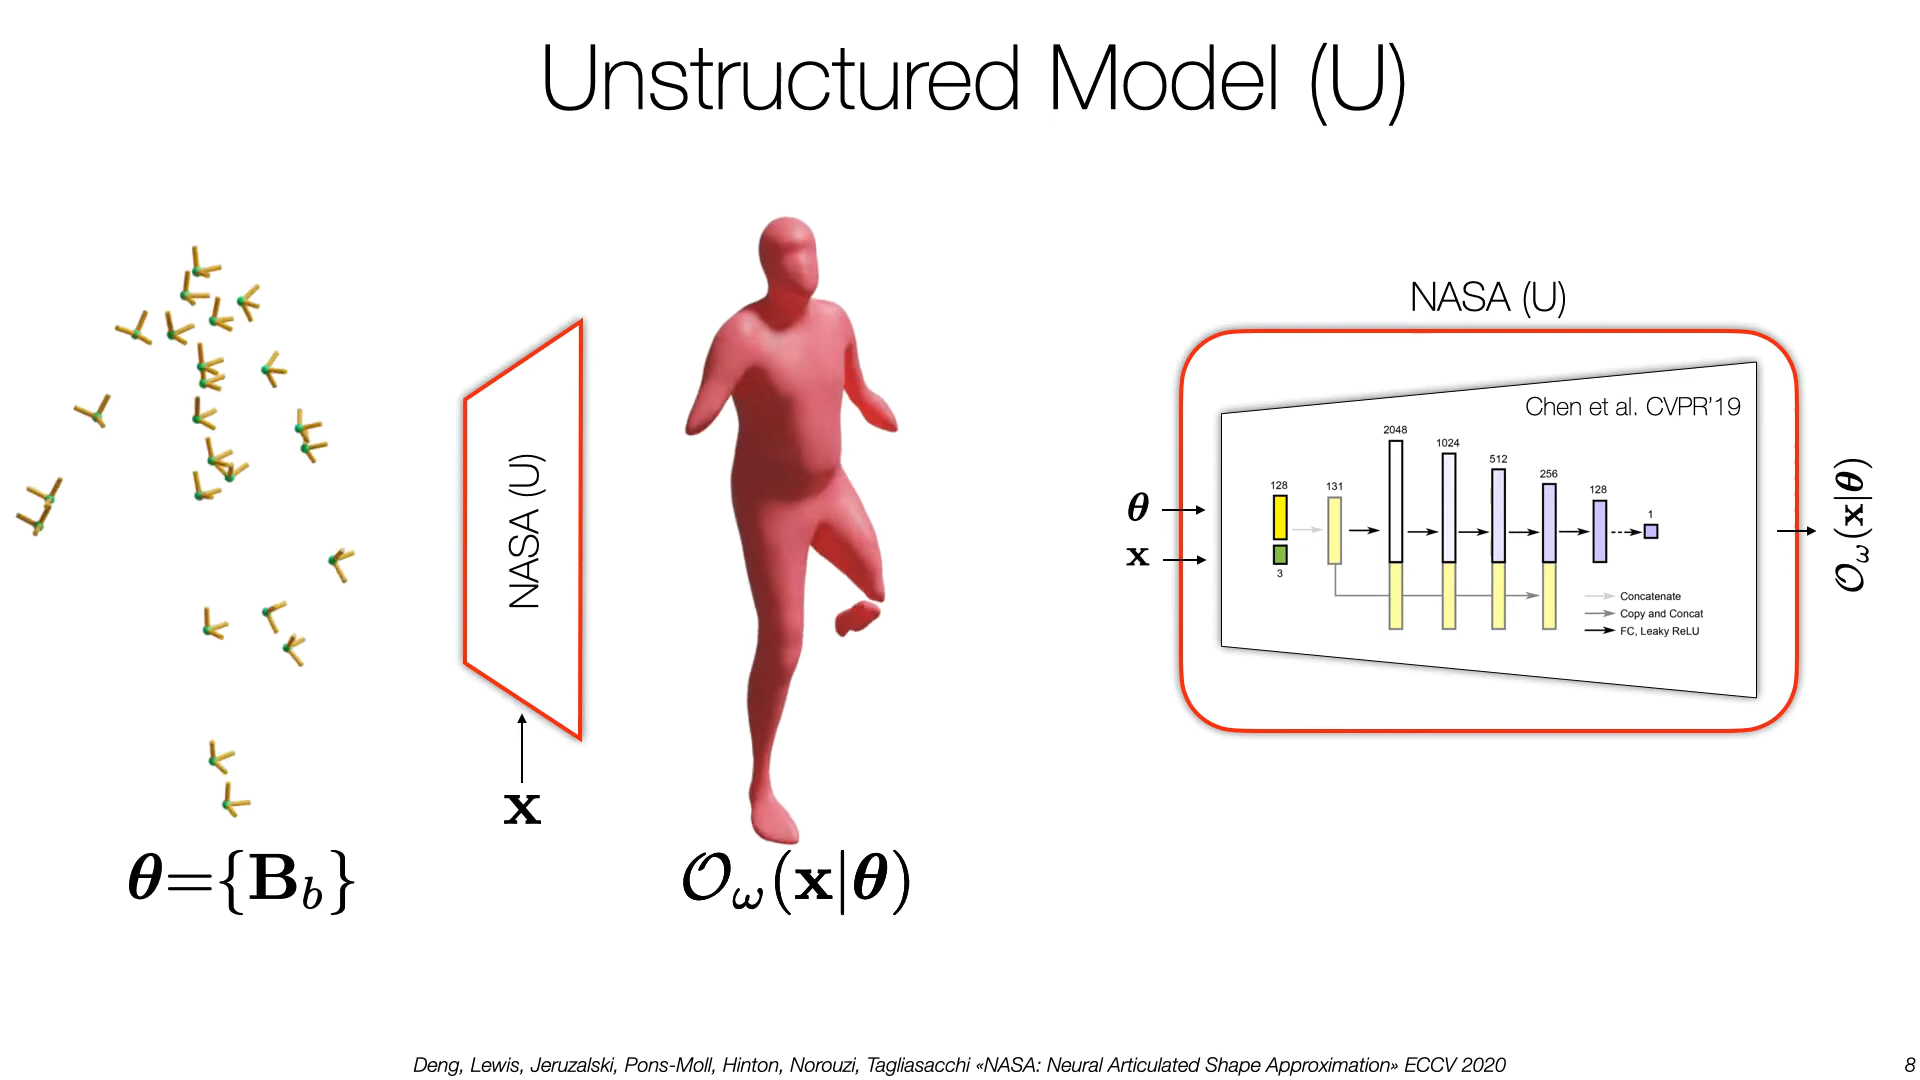 Unstructured Model (U)
NASA (U)
x
θ={B_b}
O_ω(x|θ)
NASA (U)
Chen et al. CVPR’19
θ
x
128
3
131
2048
1024
512
256
128
1
Concatenate
Copy and Concat
FC, Leaky ReLU
O_ω(x|θ)
Deng, Lewis, Jeruzalski, Pons-Moll, Hinton, Norouzi, Tagliasacchi «NASA: Neural Articulated Shape Approximation» ECCV 2020
8